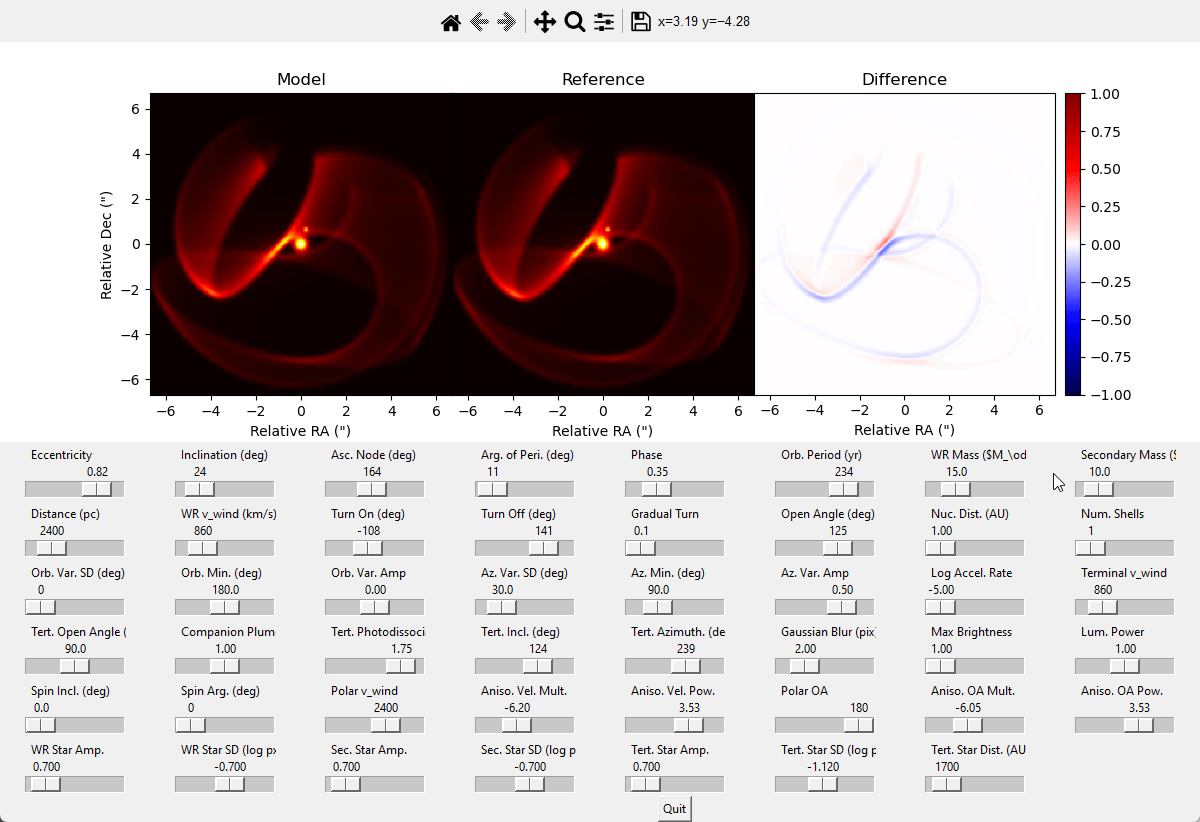 x=3.19 y=−4.28
Model Reference Difference
Relative Dec (")
6
4
2
0
−2
−4
−6
1.00
0.75
0.50
0.25
0.00
−0.25
−0.50
−0.75
−1.00
−6 −4 −2 0 2 4 6 −6 −4 −2 0 2 4 6 −6 −4 −2 0 2 4 6
Relative RA (") Relative RA (") Relative RA (")
Eccentricity Inclination (deg) Asc. Node (deg) Arg. of Peri. (deg) Phase Orb. Period (yr) WR Mass ($M_\od Secondary Mass ($
0.82 24 164 11 0.35 234 15.0 10.0
Distance (pc) WR v_wind (km/s) Turn On (deg) Turn Off (deg) Gradual Turn Open Angle (deg) Nuc. Dist. (AU) Num. Shells
2400 860 -108 141 0.1 125 1.00 1
Orb. Var. SD (deg) Orb. Min. (deg) Orb. Var. Amp Az. Var. SD (deg) Az. Min. (deg) Az. Var. Amp Log Accel. Rate Terminal v_wind
0 180.0 0.00 30.0 90.0 0.50 -5.00 860
Tert. Open Angle ( Companion Plum Tert. Photodissoci Tert. Incl. (deg) Tert. Azimuth. (de Gaussian Blur (pix Max Brightness Lum. Power
90.0 1.00 1.75 124 239 2.00 1.00 1.00
Spin Incl. (deg) Spin Arg. (deg) Polar v_wind Aniso. Vel. Mult. Aniso. Vel. Pow. Polar OA Aniso. OA Mult. Aniso. OA Pow.
0.0 0 2400 -6.20 3.53 180 -6.05 3.53
WR Star Amp. WR Star SD (log px Sec. Star Amp. Sec. Star SD (log p Tert. Star Amp. Tert. Star SD (log p Tert. Star Dist. (AU
0.700 -0.700 0.700 -0.700 0.700 -1.120 1700
Quit